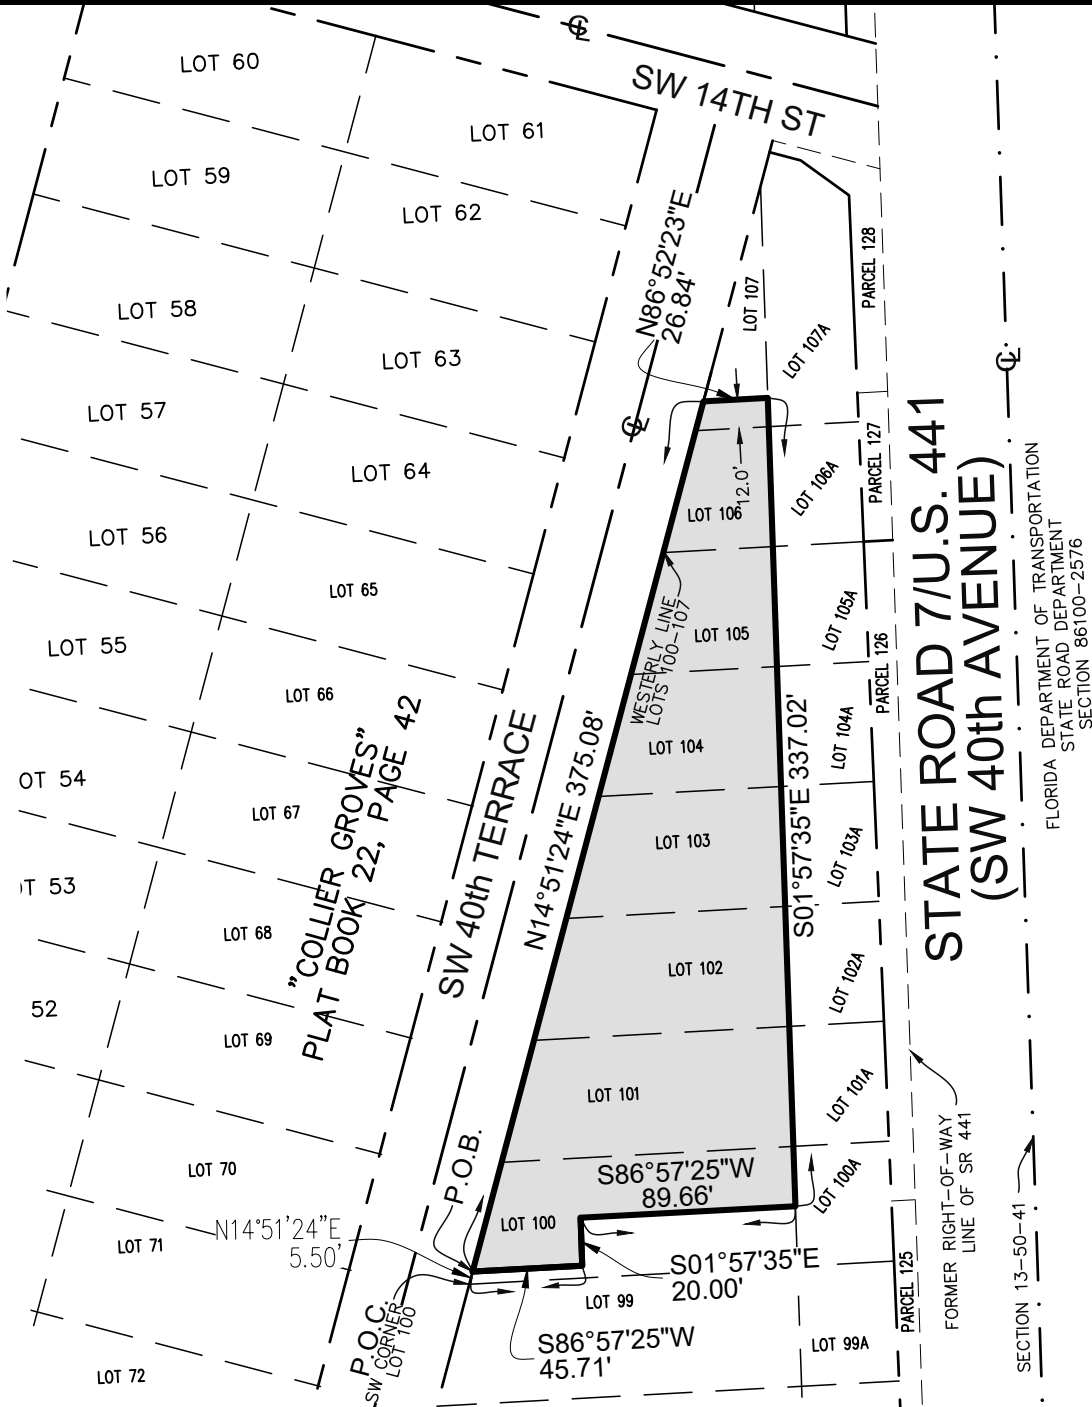 ℄
SW 14TH ST
LOT 60
LOT 61
LOT 59
LOT 62
LOT 58
LOT 63
LOT 57
LOT 64
LOT 56
LOT 65
LOT 55
LOT 66
OT 54
LOT 67
T 53
LOT 68
52
LOT 69
LOT 70
LOT 71
LOT 72
"COLLIER GROVES"
PLAT BOOK 22, PAGE 42
SW 40th TERRACE
℄
N86°52'23"E
26.84'
LOT 107
LOT 107A
PARCEL 128
12.0'
LOT 106
LOT 106A
PARCEL 127
WESTERLY LINE
LOTS 100-107
LOT 105
LOT 105A
PARCEL 126
LOT 104
LOT 104A
N14°51'24"E 375.08'
S01°57'35"E 337.02'
LOT 103
LOT 103A
LOT 102
LOT 102A
LOT 101
LOT 101A
S86°57'25"W
89.66'
LOT 100
LOT 100A
P.O.B.
N14°51'24"E
5.50'
P.O.C.
SW CORNER
LOT 100
S01°57'35"E
20.00'
LOT 99
S86°57'25"W
45.71'
LOT 99A
PARCEL 125
STATE ROAD 7/U.S. 441
(SW 40th AVENUE)
℄
FLORIDA DEPARTMENT OF TRANSPORTATION
STATE ROAD DEPARTMENT
SECTION 86100-2576
FORMER RIGHT-OF-WAY
LINE OF SR 441
SECTION 13-50-41